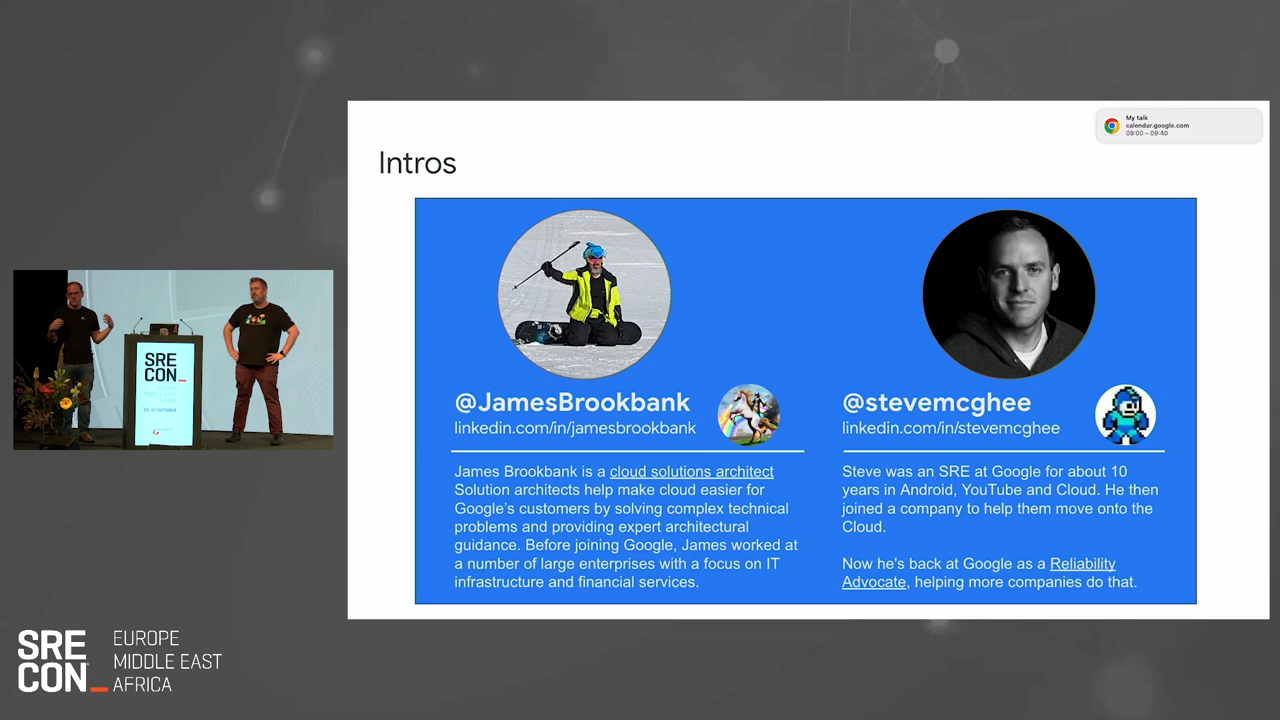 My talk
calendar.google.com
09:00 – 09:40
Intros
@JamesBrookbank
linkedin.com/in/jamesbrookbank
James Brookbank is a cloud solutions architect
Solution architects help make cloud easier for
Google's customers by solving complex technical
problems and providing expert architectural
guidance. Before joining Google, James worked at
a number of large enterprises with a focus on IT
infrastructure and financial services.
@stevemcghee
linkedin.com/in/stevemcghee
Steve was an SRE at Google for about 10
years in Android, YouTube and Cloud. He then
joined a company to help them move onto the
Cloud.
Now he's back at Google as a Reliability
Advocate, helping more companies do that.
SRE
CON_
SRE
CON_
EUROPE
MIDDLE EAST
AFRICA